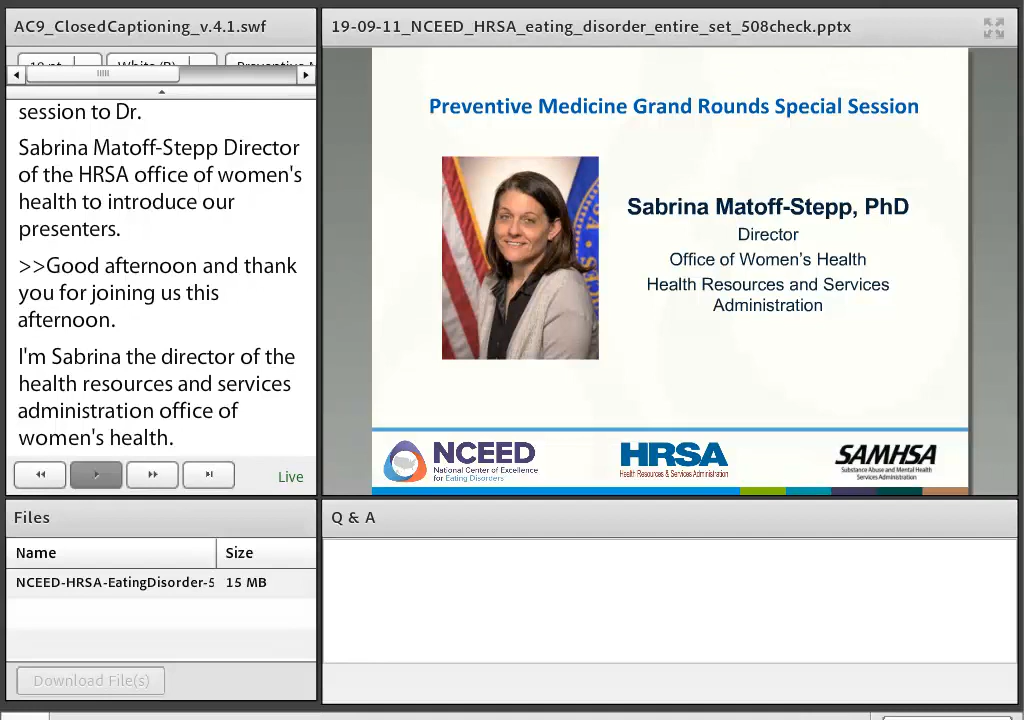 AC9_ClosedCaptioning_v.4.1.swf
session to Dr.
Sabrina Matoff-Stepp Director
of the HRSA office of women's
health to introduce our
presenters.
>>Good afternoon and thank
you for joining us this
afternoon.
I'm Sabrina the director of the
health resources and services
administration office of
women's health.
Live
Files
Name Size
NCEED-HRSA-EatingDisorder-5 15 MB
Download File(s)
19-09-11_NCEED_HRSA_eating_disorder_entire_set_508check.pptx
Preventive Medicine Grand Rounds Special Session
Sabrina Matoff-Stepp, PhD
Director
Office of Women's Health
Health Resources and Services
Administration
NCEED
National Center of Excellence
for Eating Disorders
HRSA
Health Resources & Services Administration
SAMHSA
Substance Abuse and Mental Health
Services Administration
Q & A